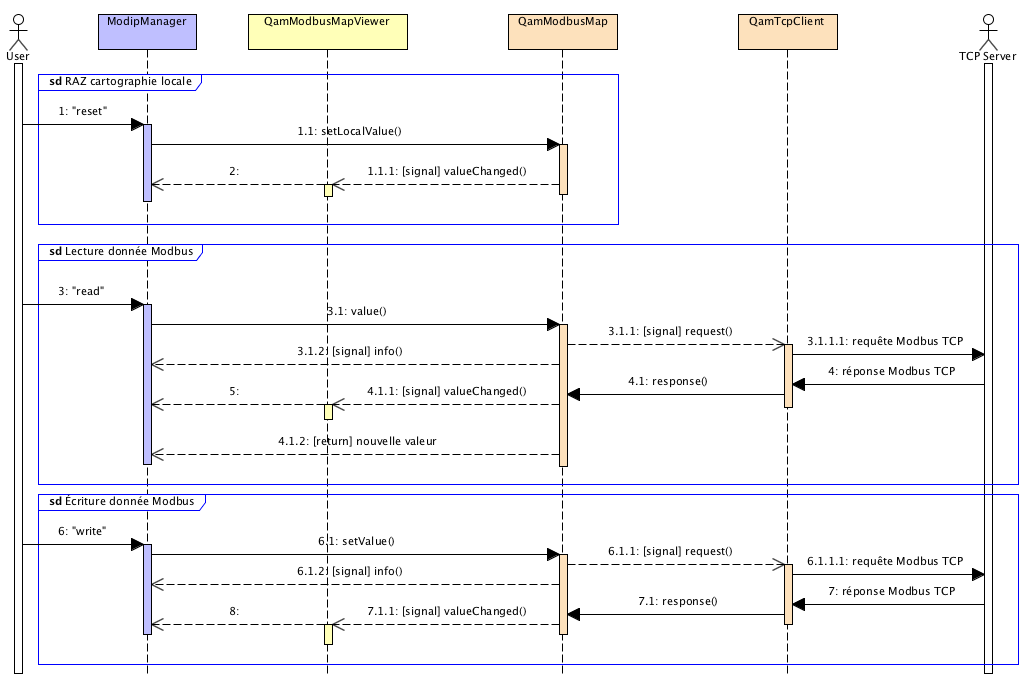 ModipManager
QamModbusMapViewer
QamModbusMap
QamTcpClient
User
TCP Server
sd RAZ cartographie locale
1: "reset"
1.1: setLocalValue()
2:
1.1.1: [signal] valueChanged()
sd Lecture donnée Modbus
3: "read"
3.1: value()
3.1.1: [signal] request()
3.1.1.1: requête Modbus TCP
3.1.2: [signal] info()
4: réponse Modbus TCP
4.1: response()
5:
4.1.1: [signal] valueChanged()
4.1.2: [return] nouvelle valeur
sd Écriture donnée Modbus
6: "write"
6.1: setValue()
6.1.1: [signal] request()
6.1.1.1: requête Modbus TCP
6.1.2: [signal] info()
7: réponse Modbus TCP
7.1: response()
8:
7.1.1: [signal] valueChanged()